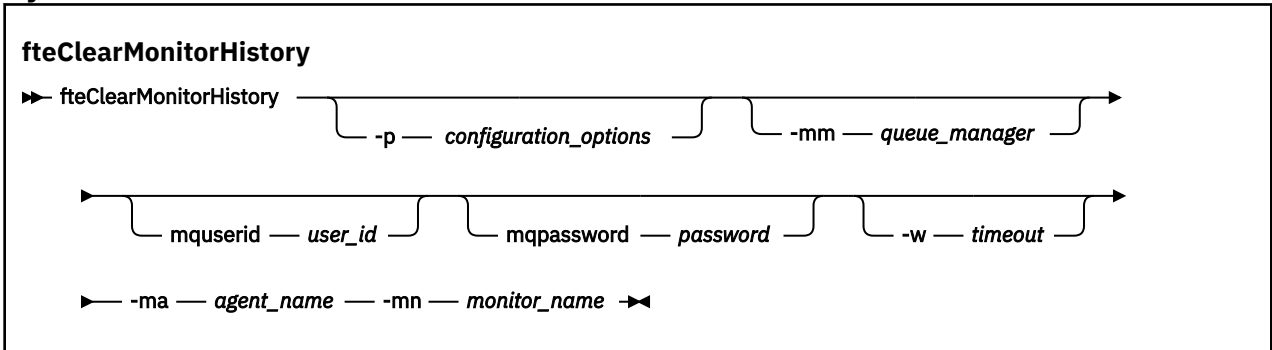 fteClearMonitorHistory
fteClearMonitorHistory
-p configuration_options -mm queue_manager
mquserid user_id mqpassword password -w timeout
-ma agent_name -mn monitor_name